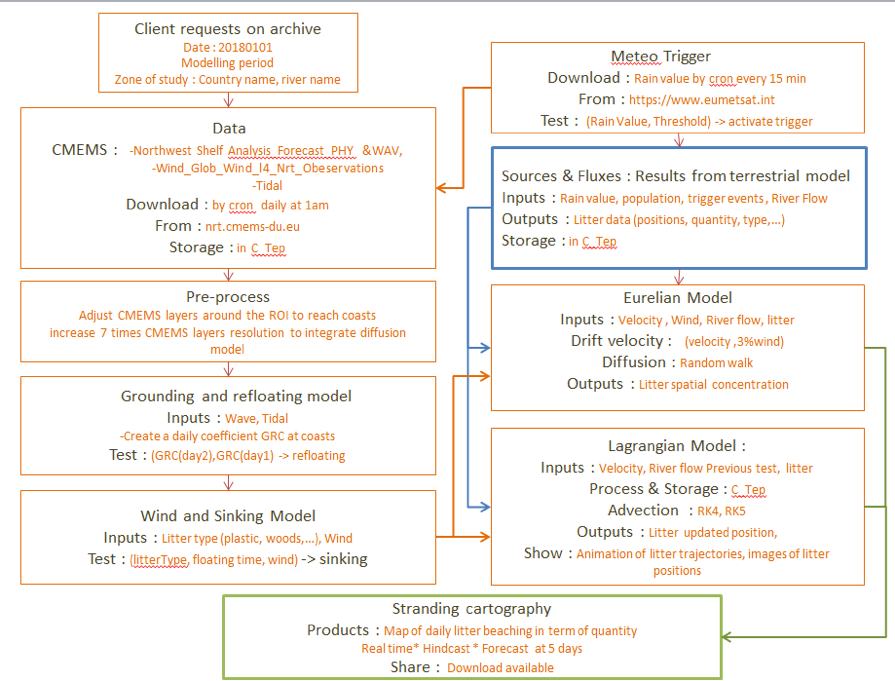 Client requests on archive
Date : 20180101
Modelling period
Zone of study : Country name, river name
Data
CMEMS : -Northwest Shelf Analysis_Forecast_PHY &WAV,
-Wind_Glob_Wind_l4_Nrt_Obeservations
-Tidal
Download : by cron daily at 1am
From : nrt.cmems-du.eu
Storage : in C_Tep
Pre-process
Adjust CMEMS layers around the ROI to reach coasts
increase 7 times CMEMS layers resolution to integrate diffusion
model
Grounding and refloating model
Inputs : Wave, Tidal
-Create a daily coefficient GRC at coasts
Test : (GRC(day2),GRC(day1) -> refloating
Wind and Sinking Model
Inputs : Litter type (plastic, woods,...), Wind
Test : (litterType, floating time, wind) -> sinking
Meteo Trigger
Download : Rain value by cron every 15 min
From : https://www.eumetsat.int
Test : (Rain Value, Threshold) -> activate trigger
Sources & Fluxes : Results from terrestrial model
Inputs : Rain value, population, trigger events, River Flow
Outputs : Litter data (positions, quantity, type,...)
Storage : in C_Tep
Eurelian Model
Inputs : Velocity , Wind, River flow, litter
Drift velocity : (velocity ,3%wind)
Diffusion : Random walk
Outputs : Litter spatial concentration
Lagrangian Model :
Inputs : Velocity, River flow Previous test, litter
Process & Storage : C_Tep
Advection : RK4, RK5
Outputs : Litter updated position,
Show : Animation of litter trajectories, images of litter
positions
Stranding cartography
Products : Map of daily litter beaching in term of quantity
Real time* Hindcast * Forecast at 5 days
Share : Download available